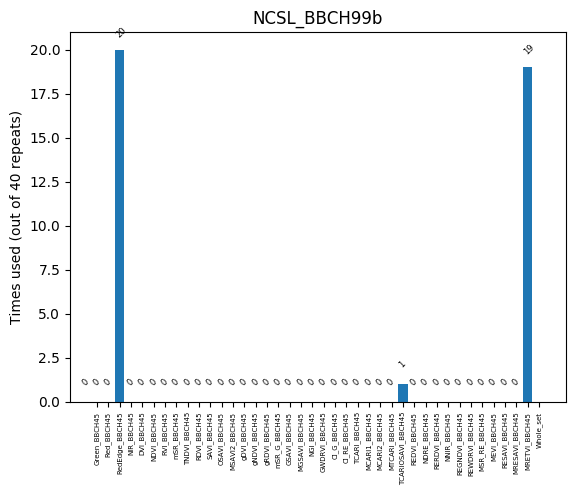 NCSL_BBCH99b
Times used (out of 40 repeats)
20.0
17.5
15.0
12.5
10.0
7.5
5.0
2.5
0.0
0 0 0 20 0 0 0 0 0 0 0 0 0 0 0 0 0 0 0 0 0 0 0 0 0 0 0 0 1 0 0 0 0 0 0 0 0 0 0 19
Green_BBCH45
Red_BBCH45
RedEdge_BBCH45
NIR_BBCH45
DVI_BBCH45
NDVI_BBCH45
RVI_BBCH45
mSR_BBCH45
TNDVI_BBCH45
RDVI_BBCH45
SAVI_BBCH45
OSAVI_BBCH45
MSAVI2_BBCH45
gDVI_BBCH45
gNDVI_BBCH45
gRDVI_BBCH45
mSR_G_BBCH45
GSAVI_BBCH45
MGSAVI_BBCH45
NGI_BBCH45
GWDRVI_BBCH45
CI_G_BBCH45
CI_RE_BBCH45
TCARI_BBCH45
MCARI1_BBCH45
MCARI2_BBCH45
MTCARI_BBCH45
TCARIOSAVI_BBCH45
REDVI_BBCH45
NDRE_BBCH45
RERDVI_BBCH45
NNIR_BBCH45
REGNDVI_BBCH45
REWDRVI_BBCH45
MSR_RE_BBCH45
MEVI_BBCH45
RESAVI_BBCH45
MRESAVI_BBCH45
MRETVI_BBCH45
Whole_set